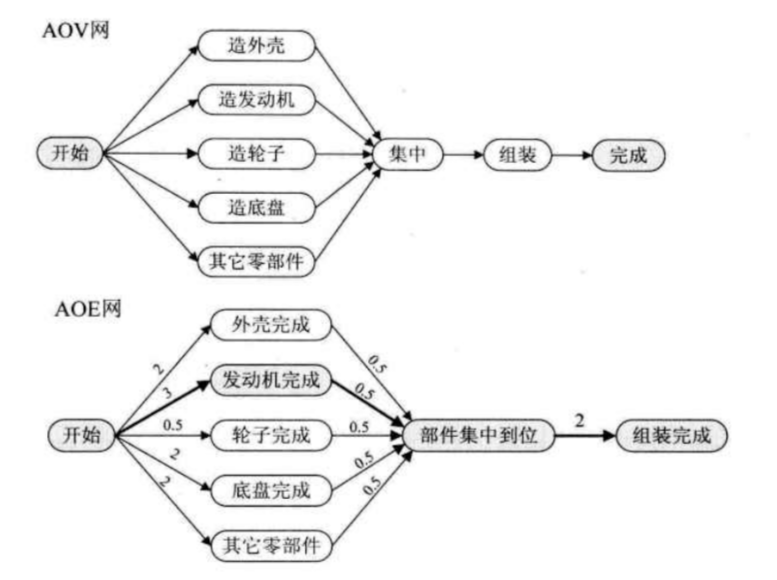 AOV网
造外壳
造发动机
开始
造轮子
集中
组装
完成
造底盘
其它零部件
AOE网
外壳完成
2
0.5
发动机完成
3
0.5
开始
0.5
轮子完成
0.5
部件集中到位
2
组装完成
2
底盘完成
0.5
2
其它零部件
0.5